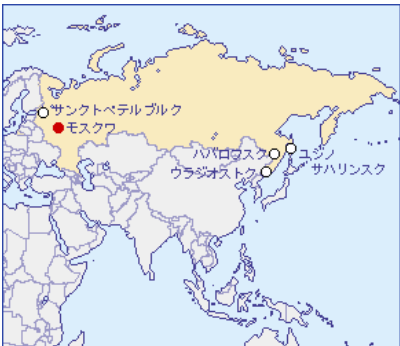 サンクトペテルブルク
モスクワ
ハバロフスク
ユジノ
サハリンスク
ウラジオストク